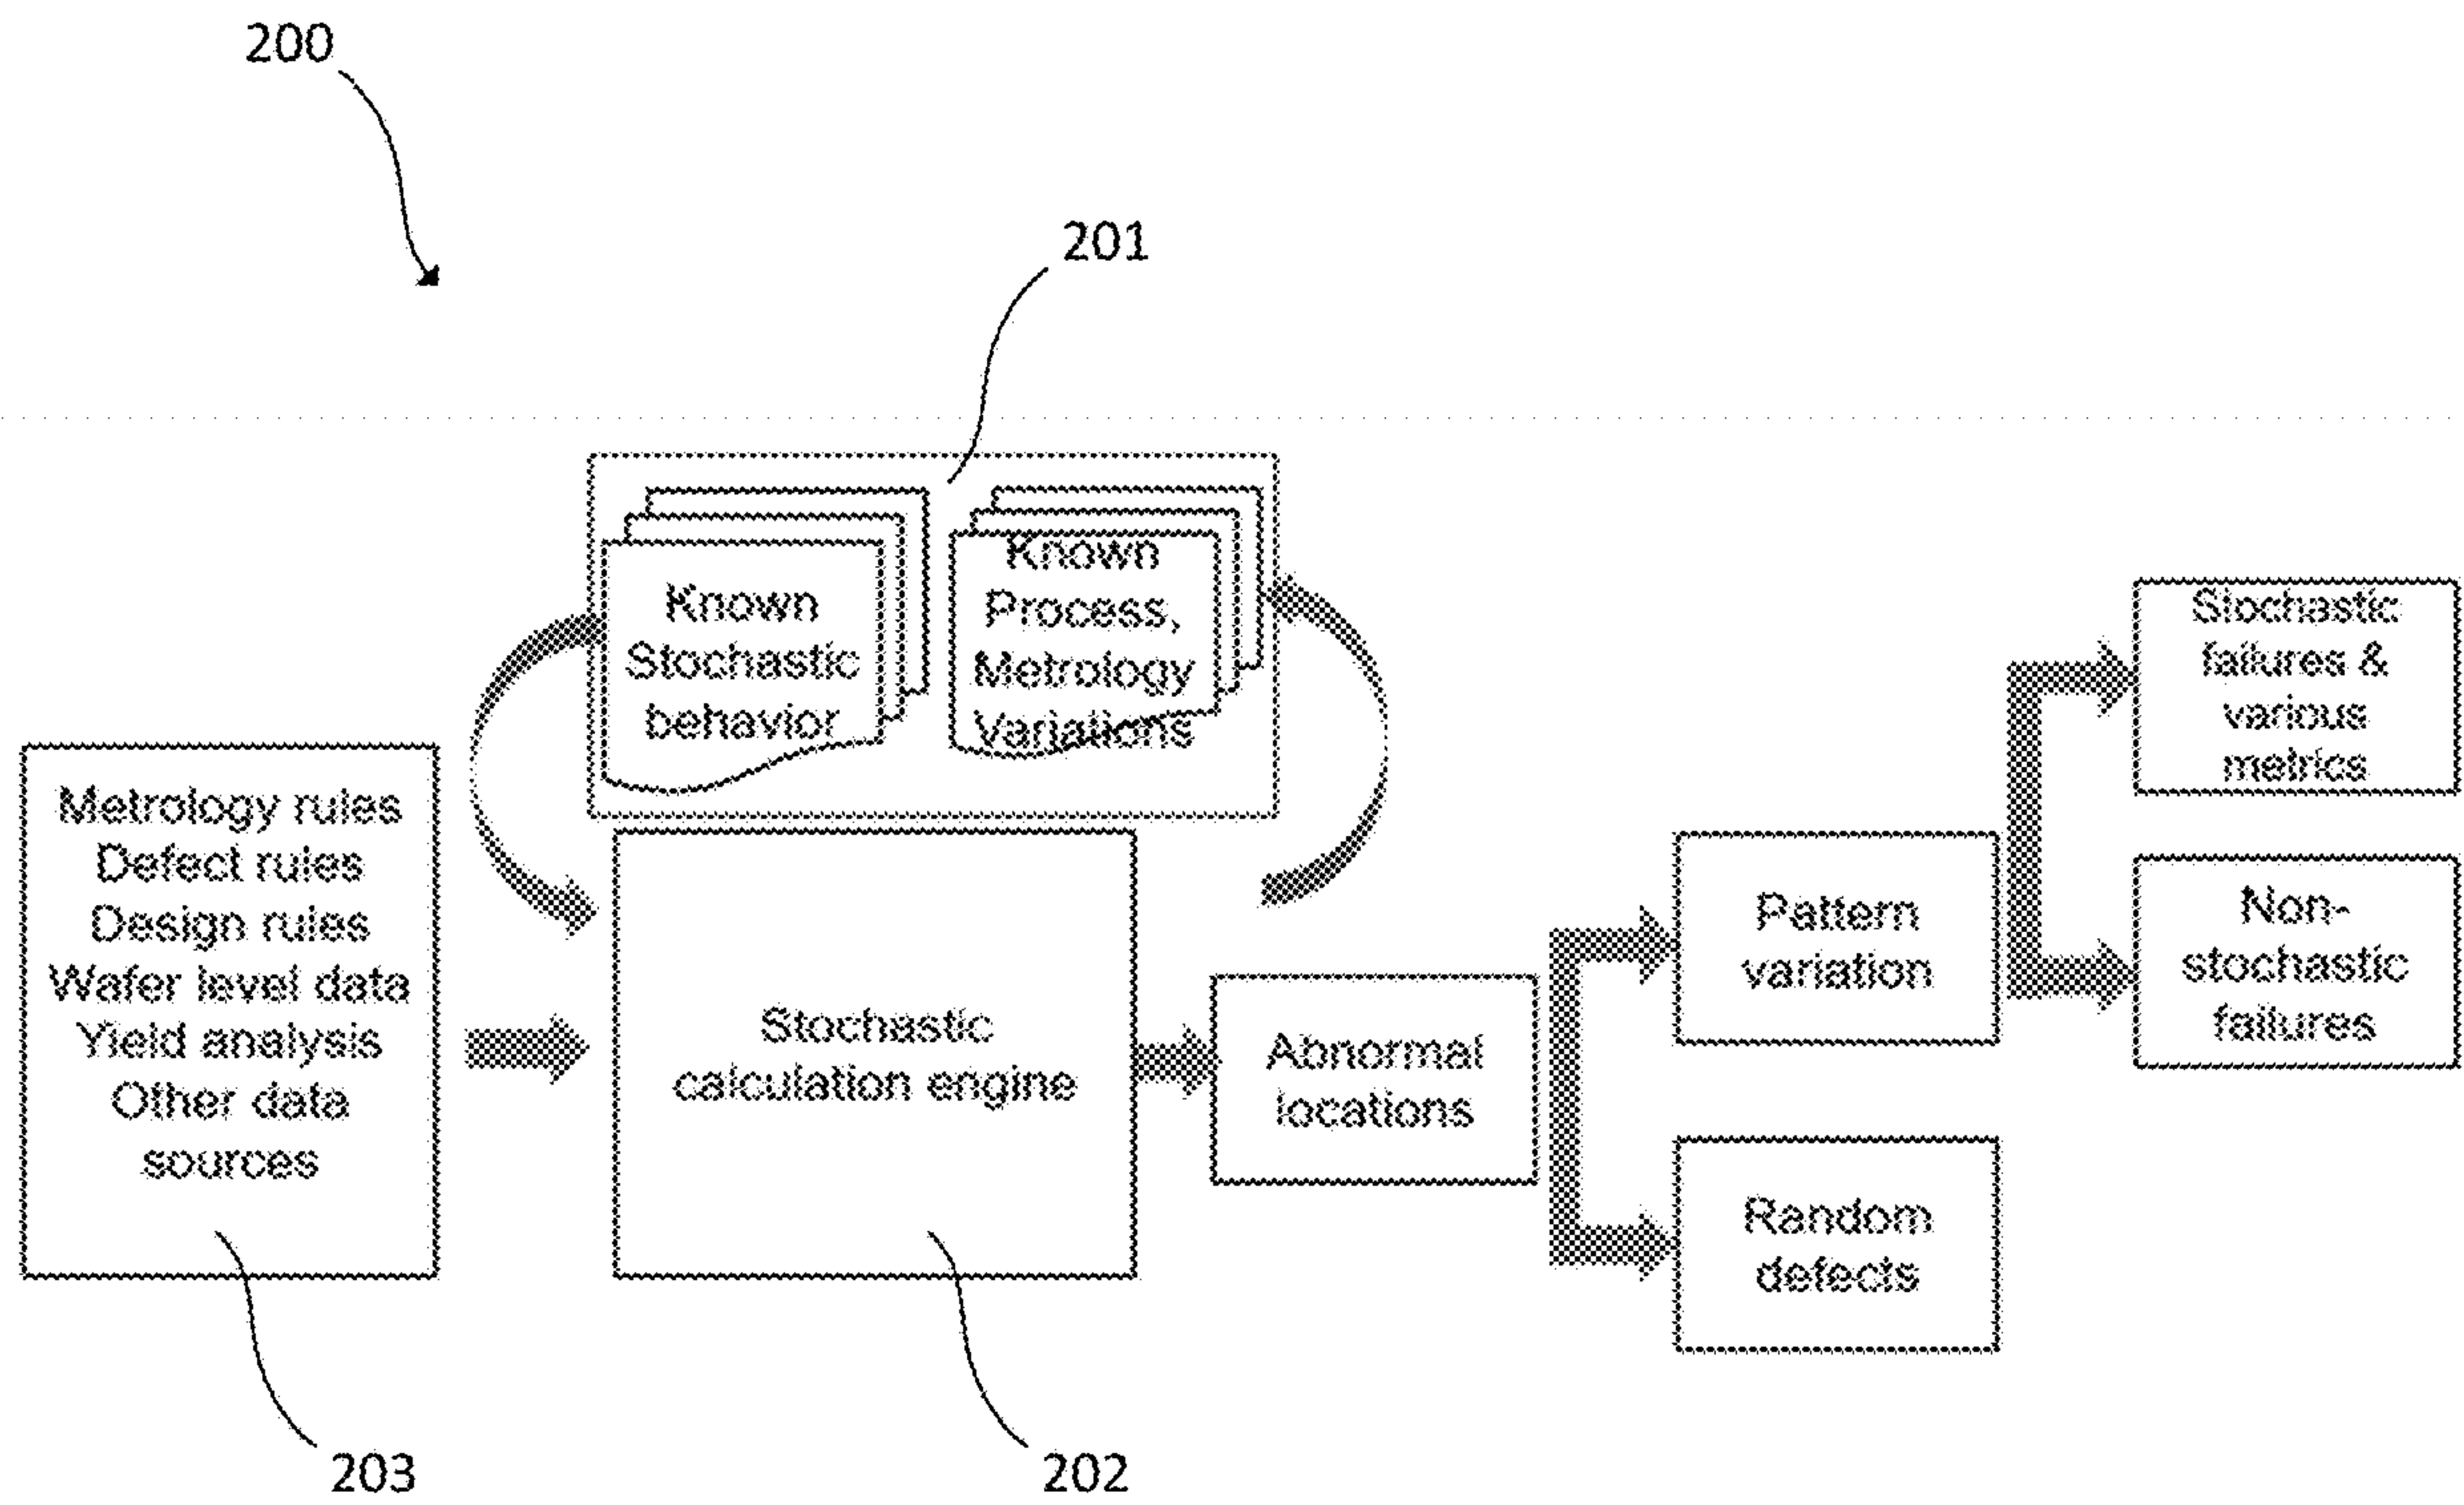 200
201
Known
Stochastic
behavior
Known
Process,
Metrology
Variations
Metrology rules
Defect rules
Design rules
Wafer level data
Yield analysis
Other data
sources
Stochastic
calculation engine
Abnormal
locations
Pattern
variation
Random
defects
Stochastic
failures &
various
metrics
Non-
stochastic
failures
203
202